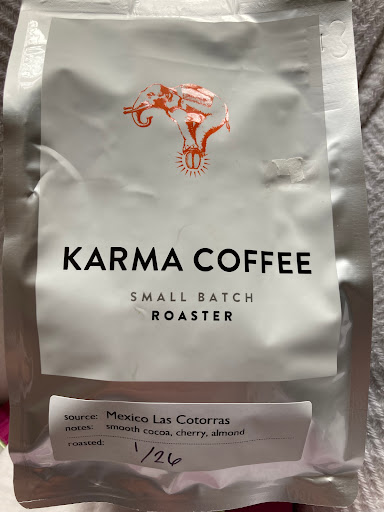 KARMA COFFEE
SMALL BATCH
ROASTER
source: Mexico Las Cotorras
notes: smooth cocoa, cherry, almond
roasted: 1/26